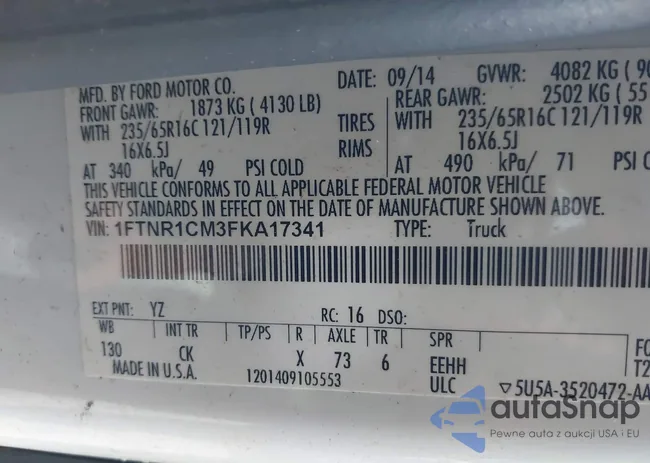 MFD. BY FORD MOTOR CO.
DATE: 09/14 GVWR: 4082 KG (90
FRONT GAWR: 1873 KG (4130 LB)
REAR GAWR: 2502 KG (55
WITH 235/65R16C 121/119R TIRES WITH 235/65R16C 121/119R
16X6.5J RIMS 16X6.5J
AT 340 kPa/ 49 PSI COLD AT 490 kPa/ 71 PSI C
THIS VEHICLE CONFORMS TO ALL APPLICABLE FEDERAL MOTOR VEHICLE
SAFETY STANDARDS IN EFFECT ON THE DATE OF MANUFACTURE SHOWN ABOVE.
VIN: 1FTNR1CM3FKA17341 TYPE: Truck
EXT PNT: YZ RC: 16 DSO:
WB INT TR TP/PS R AXLE TR SPR
130 CK X 73 6 EEHH
MADE IN U.S.A. 1201409105553 ULC
FO
T2
▽5U5A-3520472-AA
autoSnap
Pewne auta z aukcji USA i EU